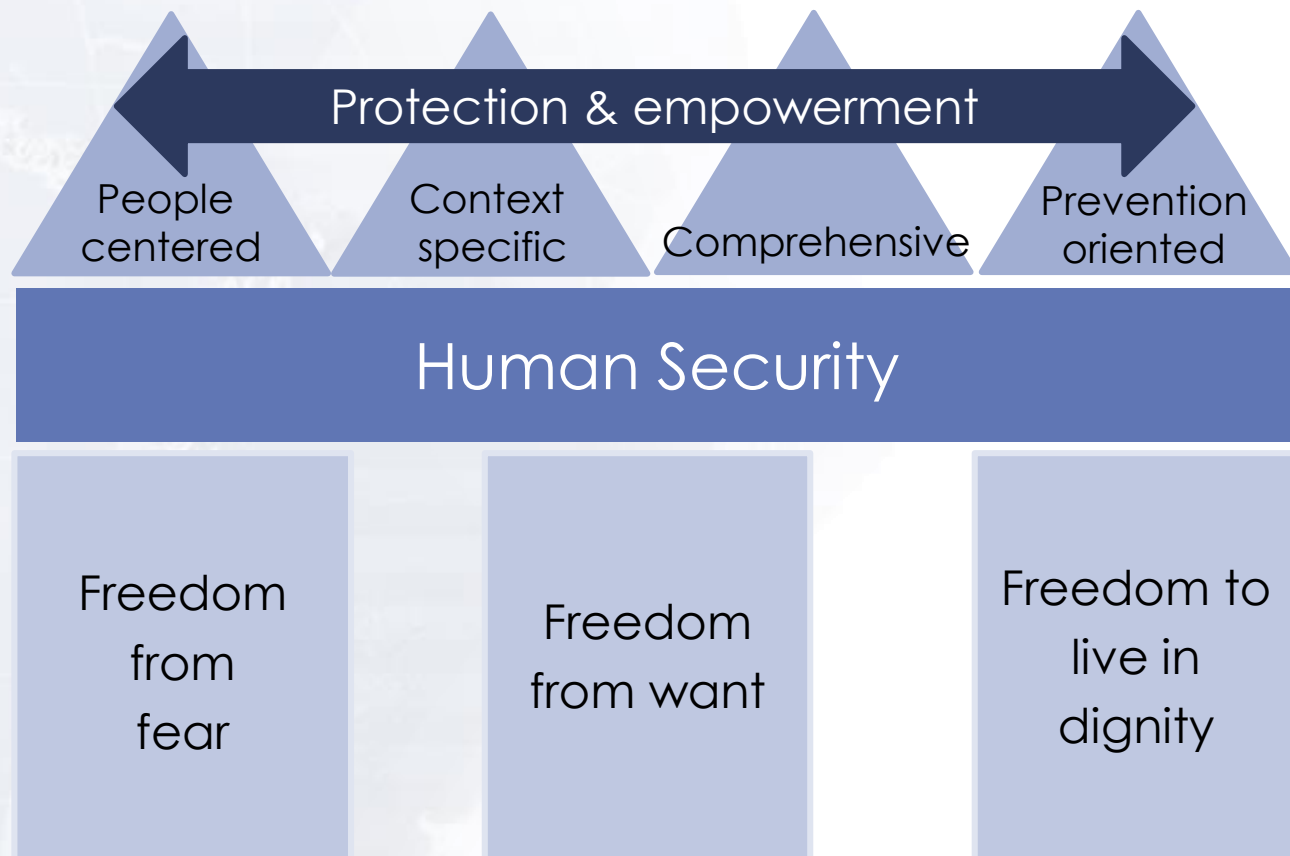 Protection & empowerment
People
centered
Context
specific
Comprehensive
Prevention
oriented
Human Security
Freedom
from
fear
Freedom
from want
Freedom to
live in
dignity